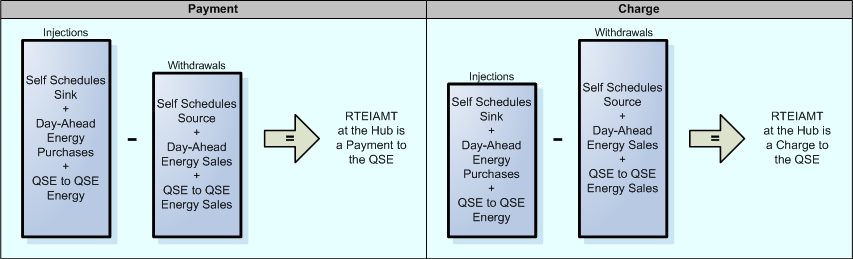 Payment
Injections
Self Schedules
Sink
+
Day-Ahead
Energy
Purchases
+
QSE to QSE
Energy
-
Withdrawals
Self Schedules
Source
+
Day-Ahead
Energy Sales
+
QSE to QSE
Energy Sales
=
RTEIAMT
at the Hub is
a Payment to
the QSE
Charge
Injections
Self Schedules
Sink
+
Day-Ahead
Energy
Purchases
+
QSE to QSE
Energy
-
Withdrawals
Self Schedules
Source
+
Day-Ahead
Energy Sales
+
QSE to QSE
Energy Sales
=
RTEIAMT
at the Hub is
a Charge to
the QSE